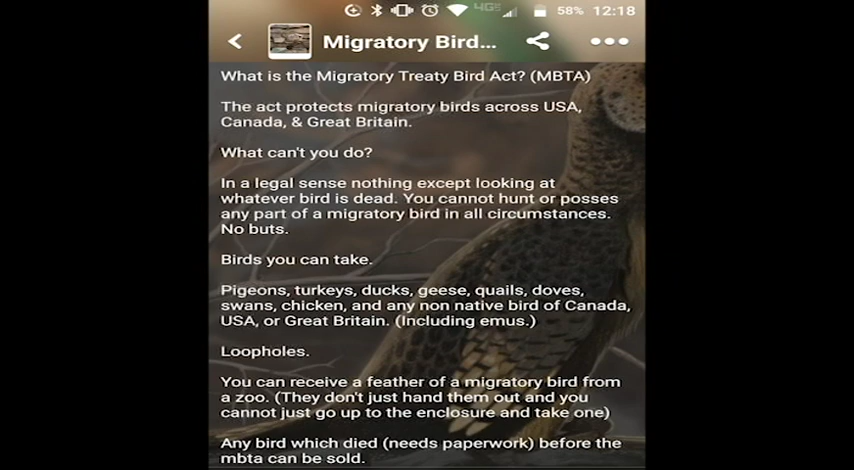 4G 58% 12:18
Migratory Bird...
What is the Migratory Treaty Bird Act? (MBTA)
The act protects migratory birds across USA,
Canada, & Great Britain.
What can't you do?
In a legal sense nothing except looking at
whatever bird is dead. You cannot hunt or posses
any part of a migratory bird in all circumstances.
No buts.
Birds you can take.
Pigeons, turkeys, ducks, geese, quails, doves,
swans, chicken, and any non native bird of Canada,
USA, or Great Britain. (Including emus.)
Loopholes.
You can receive a feather of a migratory bird from
a zoo. (They don't just hand them out and you
cannot just go up to the enclosure and take one)
Any bird which died (needs paperwork) before the
mbta can be sold.